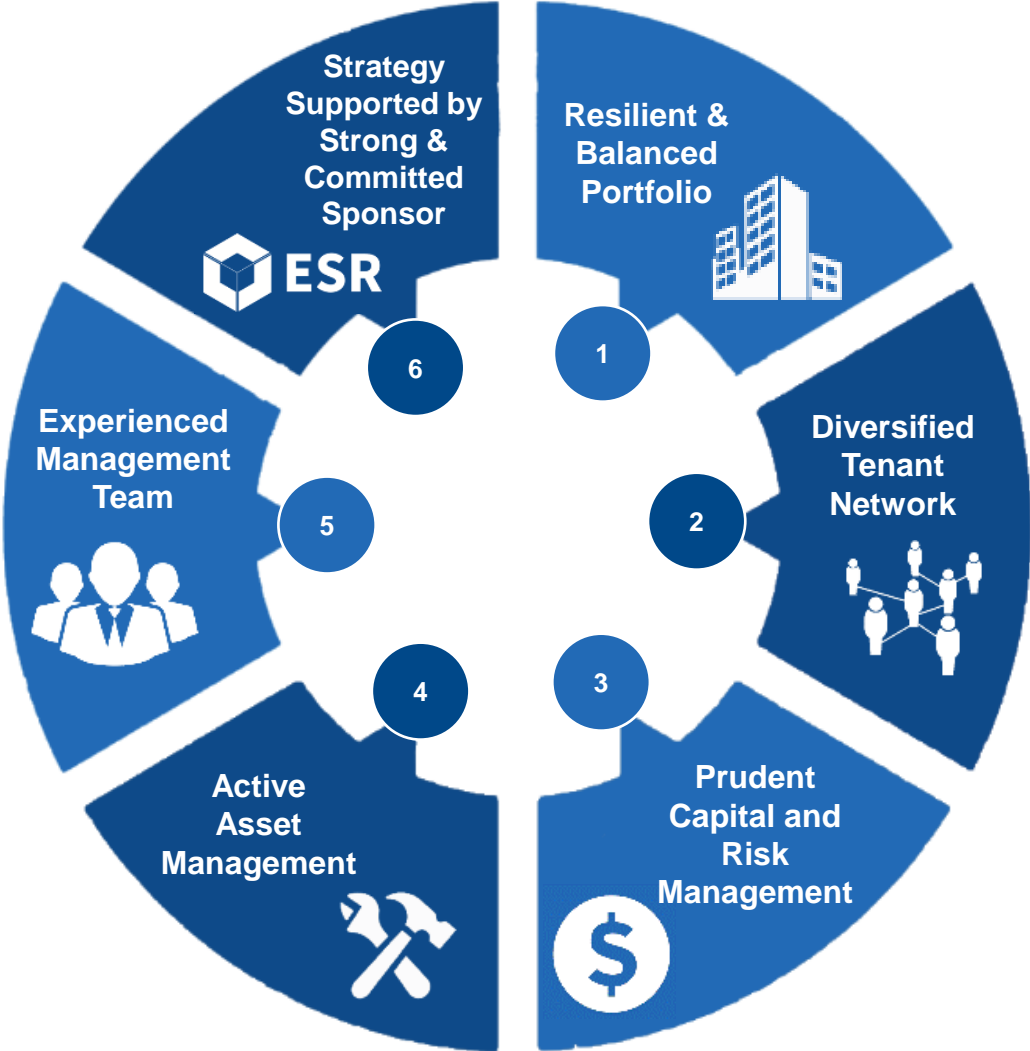 Resilient &
Balanced
Portfolio
1
Diversified
Tenant
Network
2
Prudent
Capital and
Risk
Management
$
3
Active
Asset
Management
4
Experienced
Management
Team
5
Strategy
Supported by
Strong &
Committed
Sponsor
ESR
6